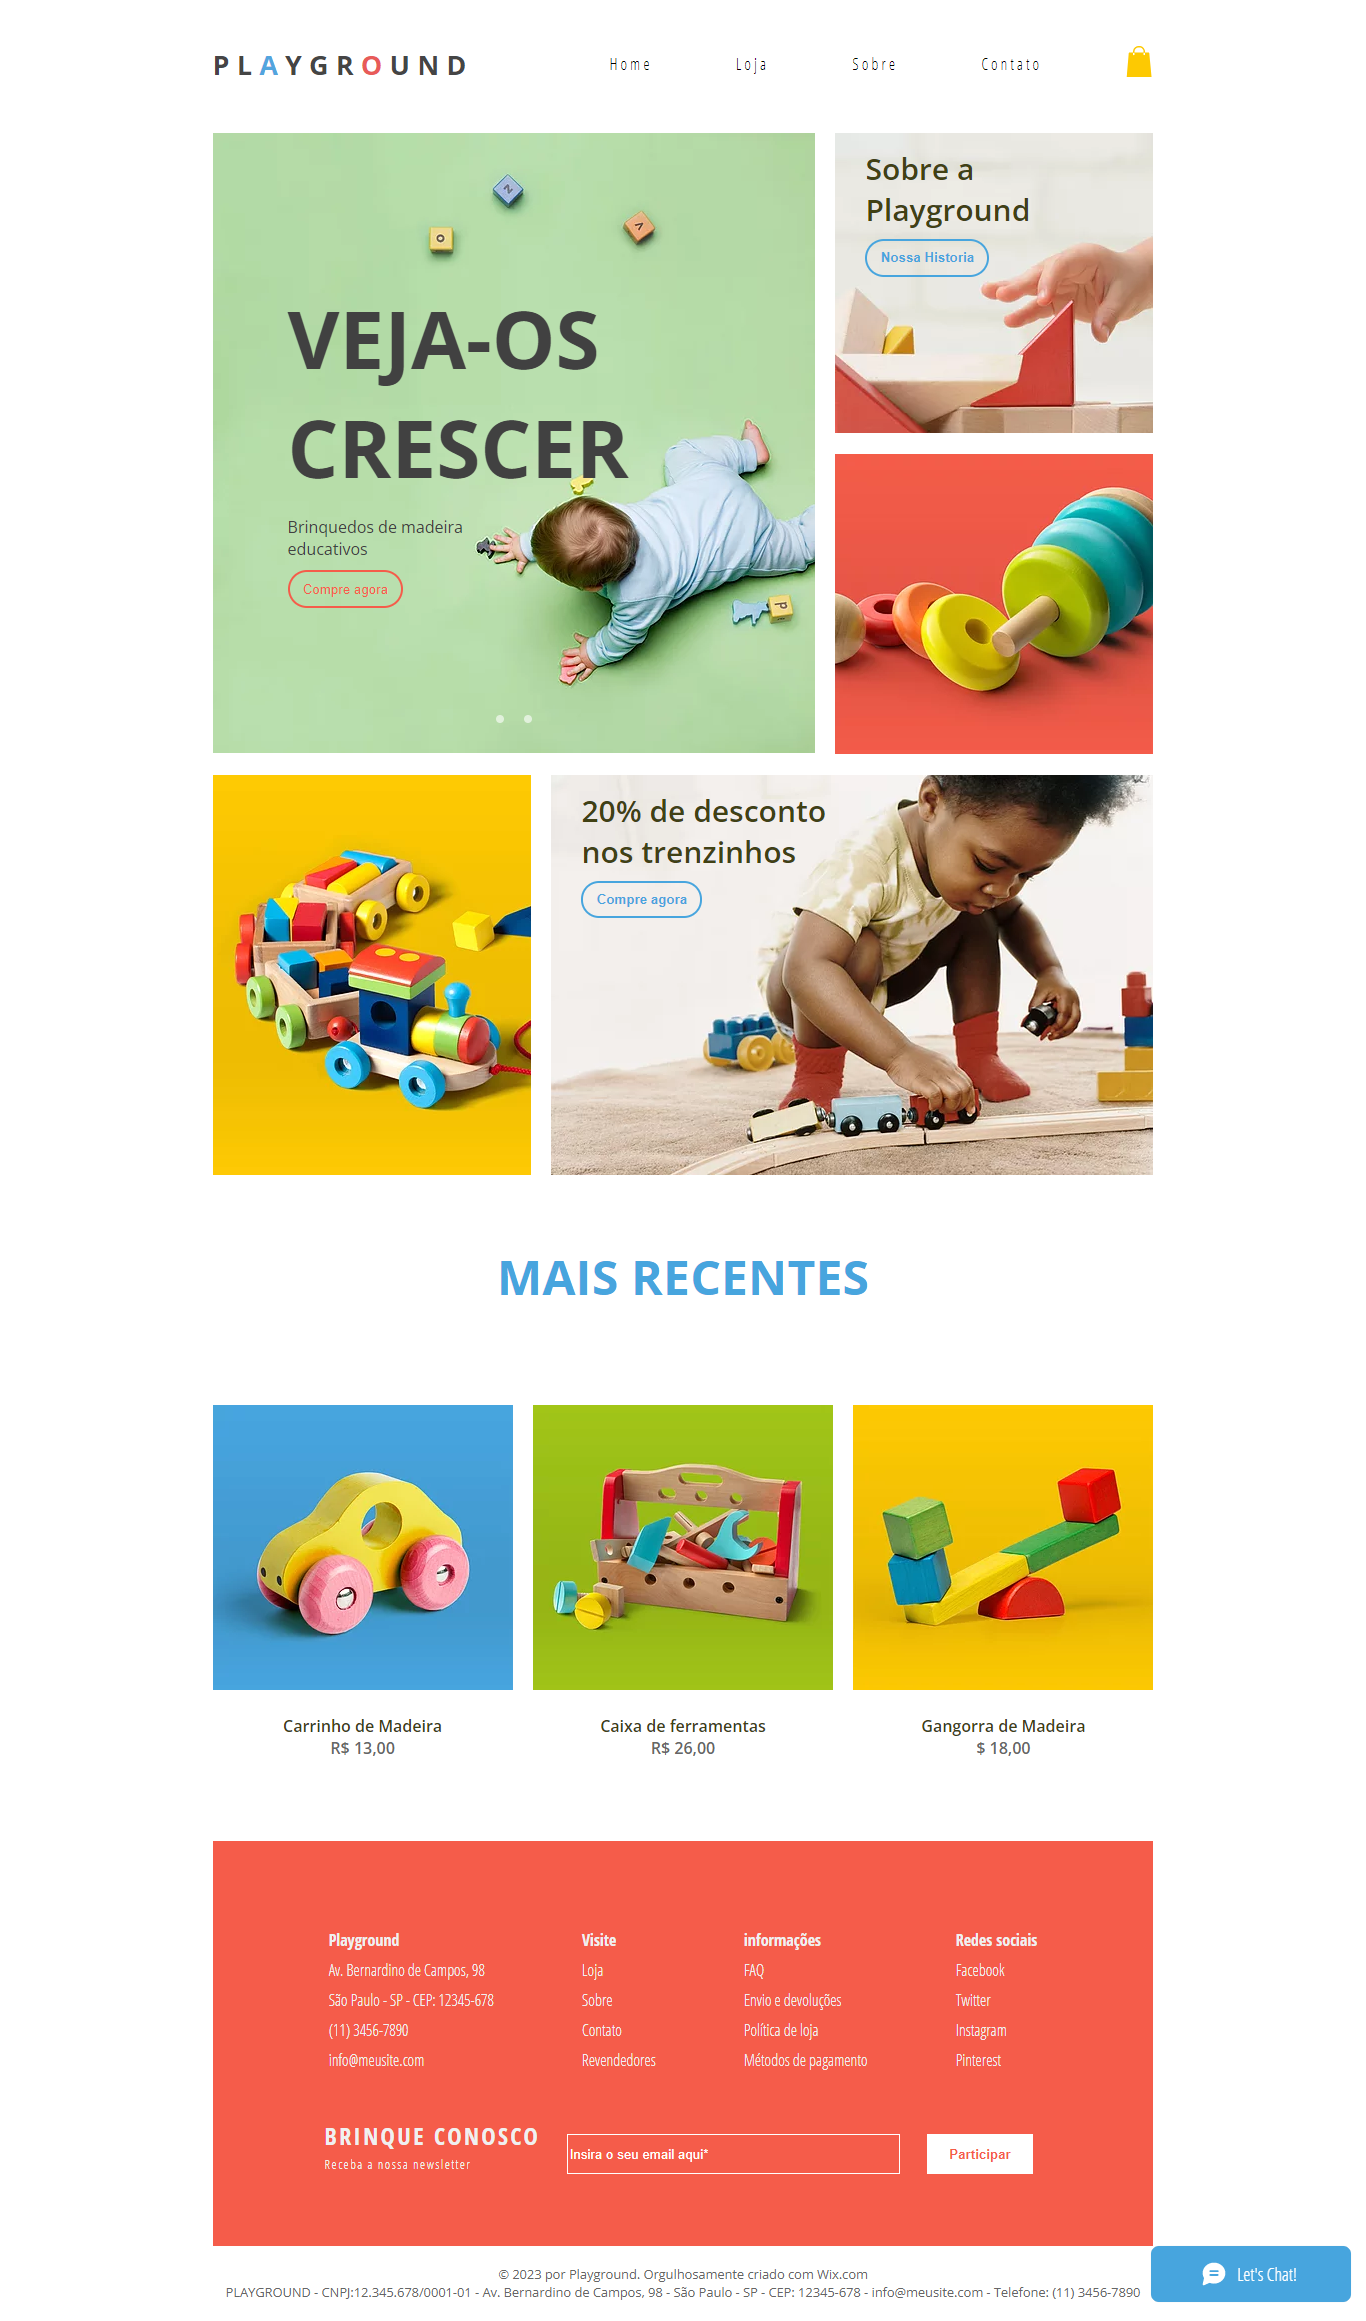 PLAYGROUND
Home
Loja
Sobre
Contato
VEJA-OS
CRESCER
Brinquedos de madeira
educativos
Compre agora
Sobre a
Playground
Nossa Historia
20% de desconto
nos trenzinhos
Compre agora
MAIS RECENTES
Carrinho de Madeira
R$ 13,00
Caixa de ferramentas
R$ 26,00
Gangorra de Madeira
$ 18,00
Playground
Av. Bernardino de Campos, 98
São Paulo - SP - CEP: 12345-678
(11) 3456-7890
info@meusite.com
Visite
Loja
Sobre
Contato
Revendedores
informações
FAQ
Envio e devoluções
Política de loja
Métodos de pagamento
Redes sociais
Facebook
Twitter
Instagram
Pinterest
BRINQUE CONOSCO
Receba a nossa newsletter
Insira o seu email aqui*
Participar
© 2023 por Playground. Orgulhosamente criado com Wix.com
PLAYGROUND - CNPJ:12.345.678/0001-01 - Av. Bernardino de Campos, 98 - São Paulo - SP - CEP: 12345-678 - info@meusite.com - Telefone: (11) 3456-7890
Let's Chat!